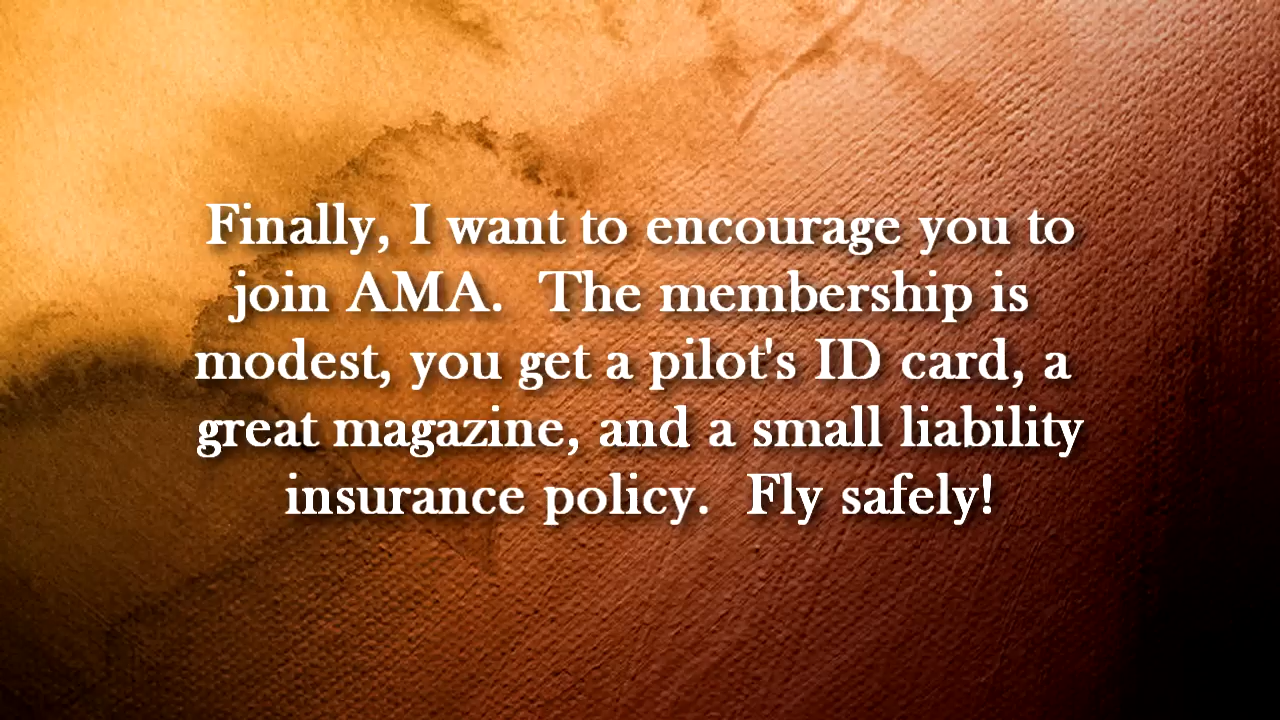 Finally, I want to encourage you to
join AMA.  The membership is
modest, you get a pilot's ID card, a
great magazine, and a small liability
insurance policy.  Fly safely!